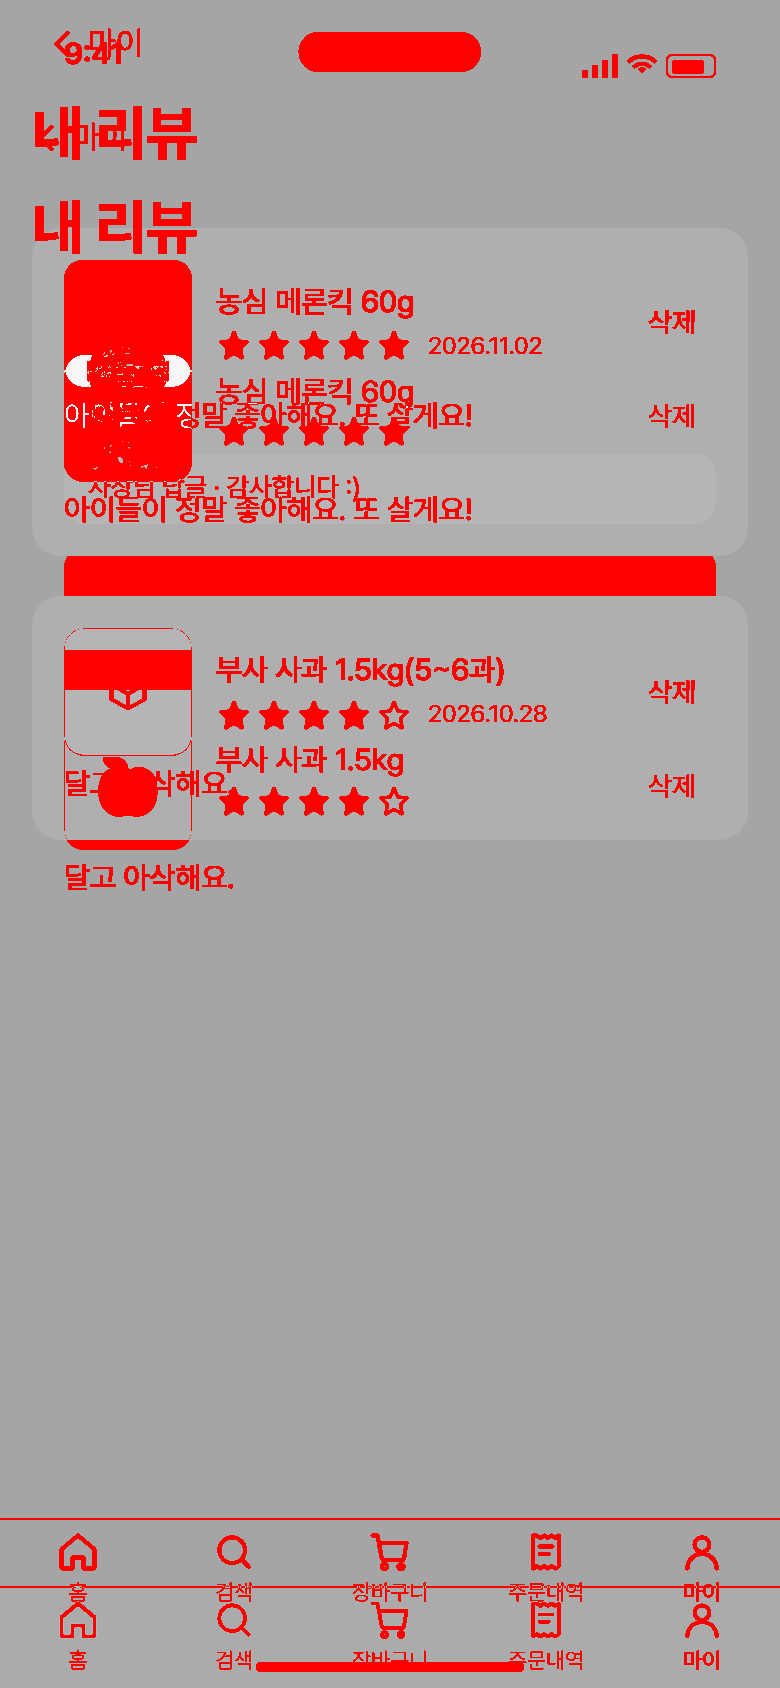 마이
9:41
내 리뷰
내 리뷰
농심 메론킥 60g
2026.11.02
삭제
농심 메론킥 60g
아이들이 정말 좋아해요. 또 살게요!
삭제
사장님 답글 · 감사합니다 :)
아이들이 정말 좋아해요. 또 살게요!
부사 사과 1.5kg(5~6과)
2026.10.28
삭제
부사 사과 1.5kg
달고 아삭해요.
삭제
달고 아삭해요.
홈 검색 장바구니 주문내역 마이
홈 검색 장바구니 주문내역 마이